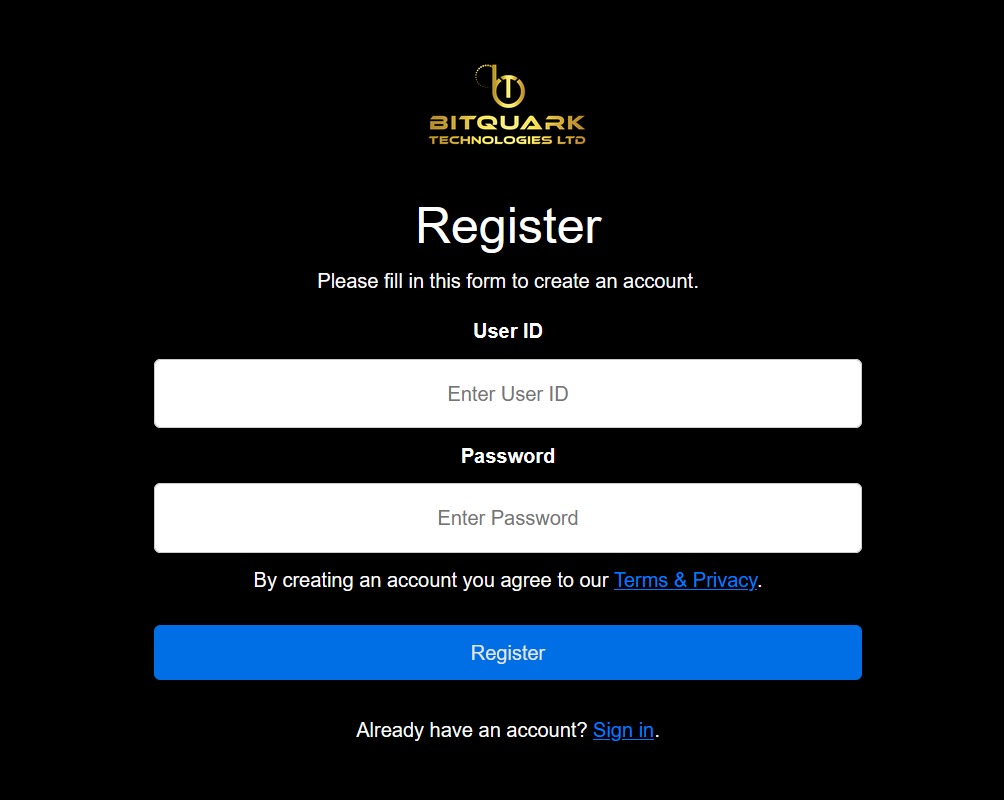 BITQUARK
TECHNOLOGIES LTD
Register
Please fill in this form to create an account.
User ID
Enter User ID
Password
Enter Password
By creating an account you agree to our Terms & Privacy.
Register
Already have an account? Sign in.